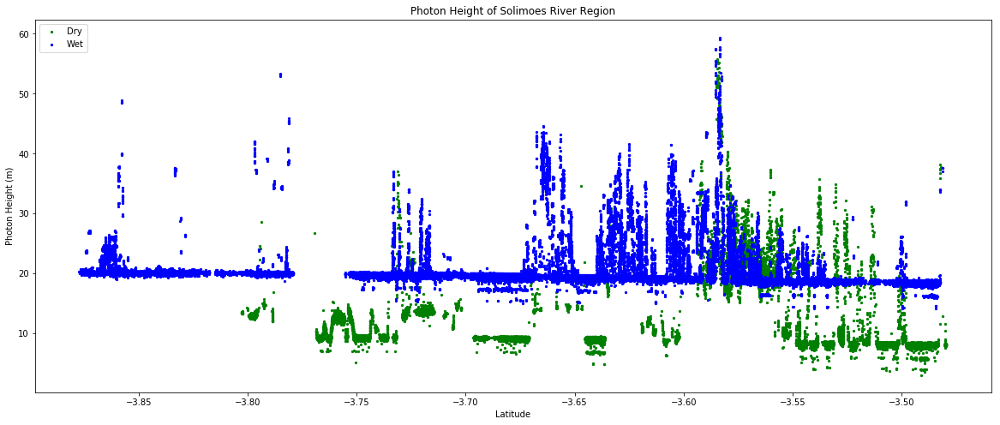 Photon Height of Solimoes River Region
Dry
Wet
Photon Height (m)
60
50
40
30
20
10
−3.85
−3.80
−3.75
−3.70
−3.65
−3.60
−3.55
−3.50
Latitude